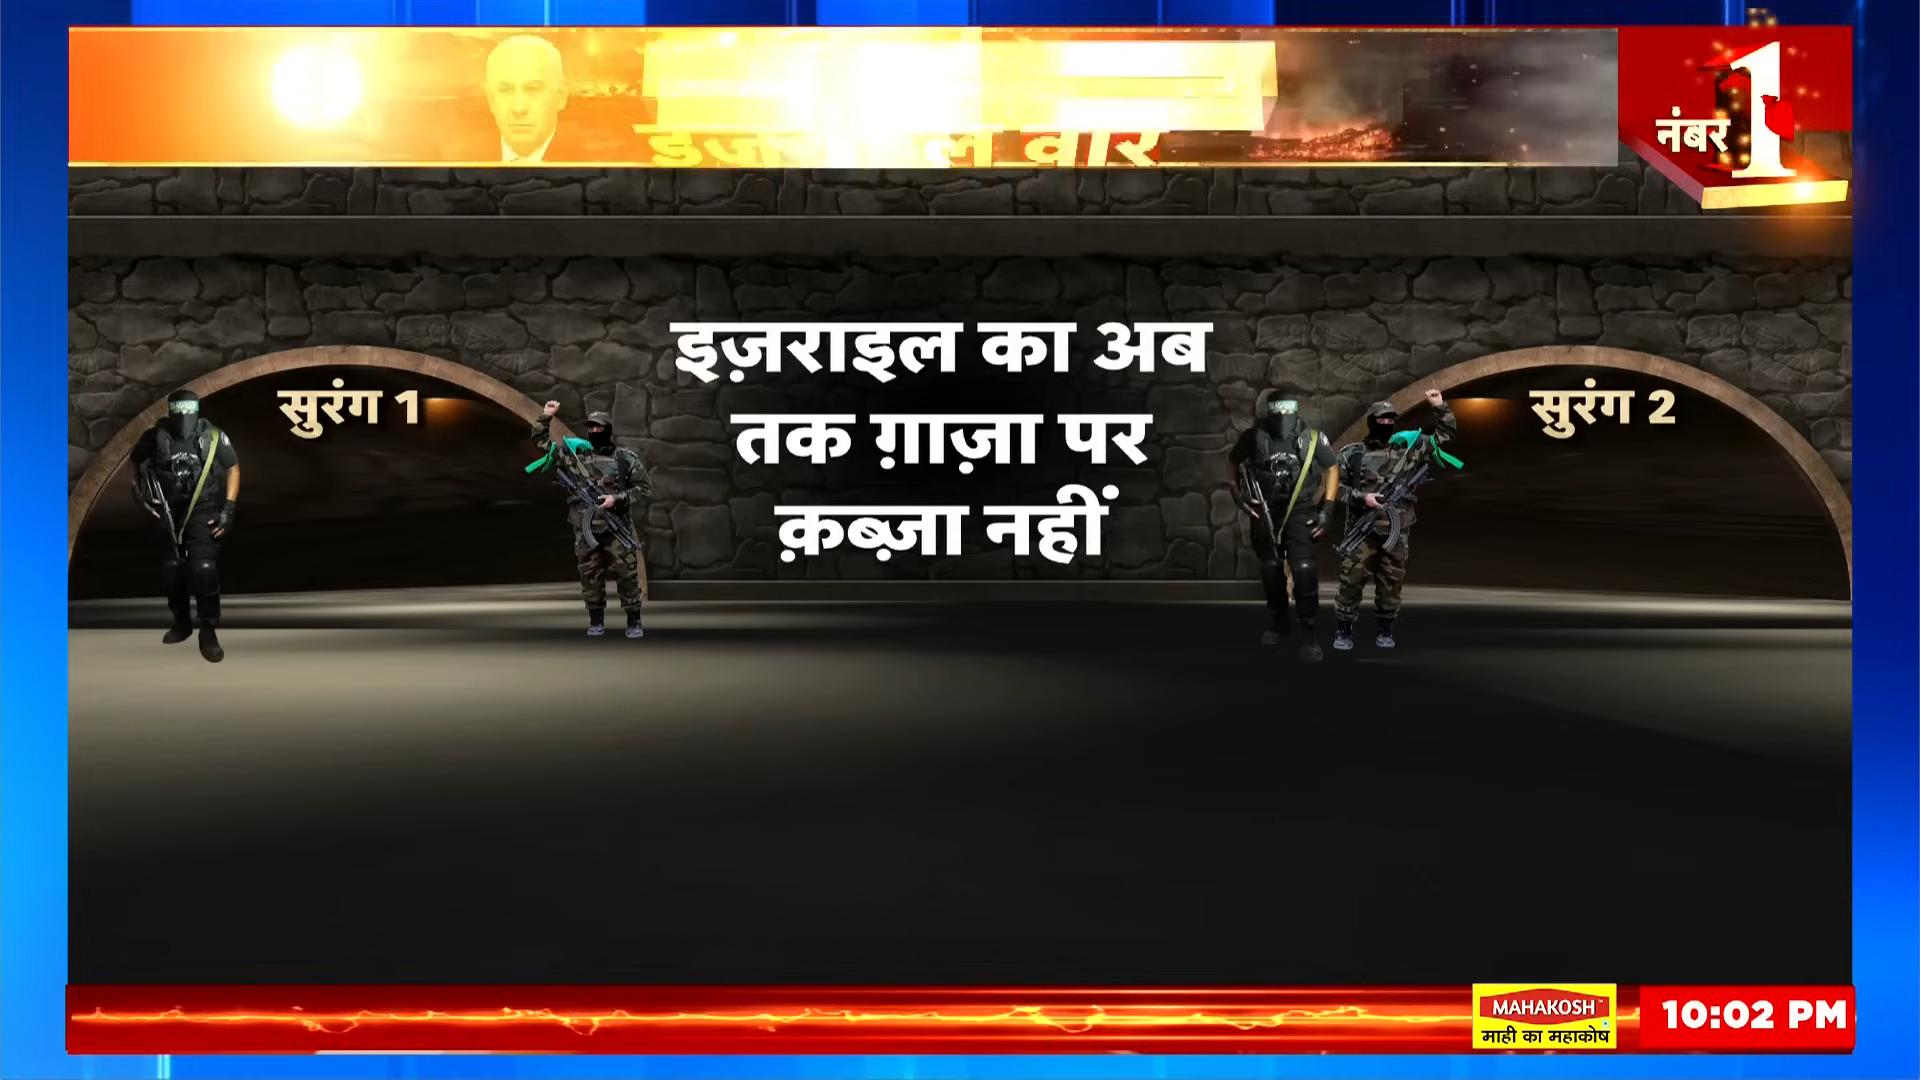 वार
नंबर 1
इज़राइल का अब
तक ग़ाज़ा पर
क़ब्ज़ा नहीं
सुरंग 1
सुरंग 2
MAHAKOSH
माही का महाकोष
10:02 PM